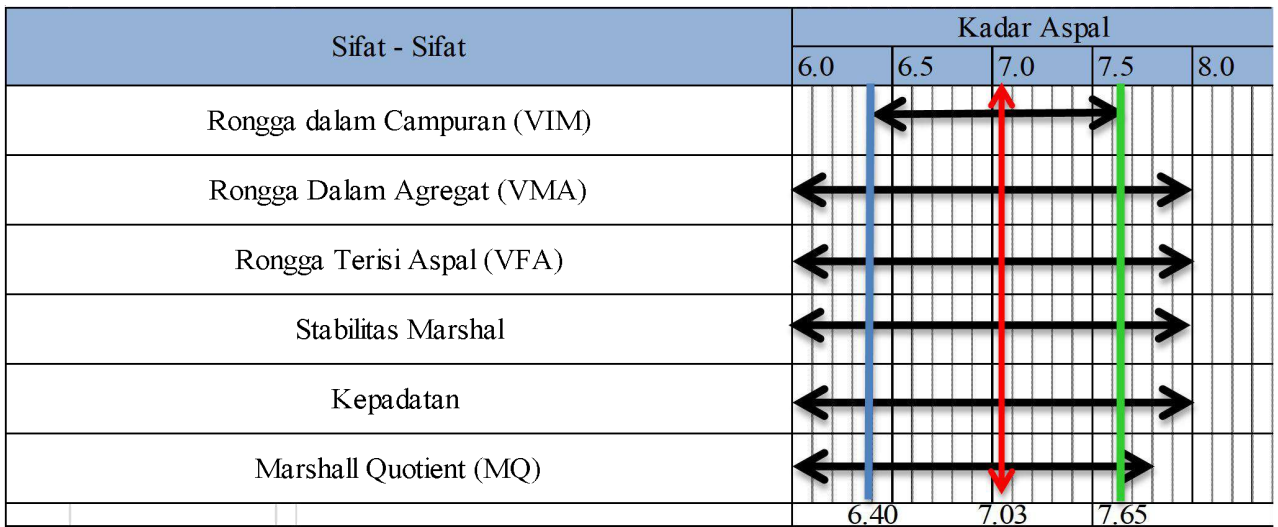 Sifat - Sifat
Kadar Aspal
6.0 6.5 7.0 7.5 8.0
Rongga dalam Campuran (VIM)
Rongga Dalam Agregat (VMA)
Rongga Terisi Aspal (VFA)
Stabilitas Marshal
Kepadatan
Marshall Quotient (MQ)
6.40 7.03 7.65